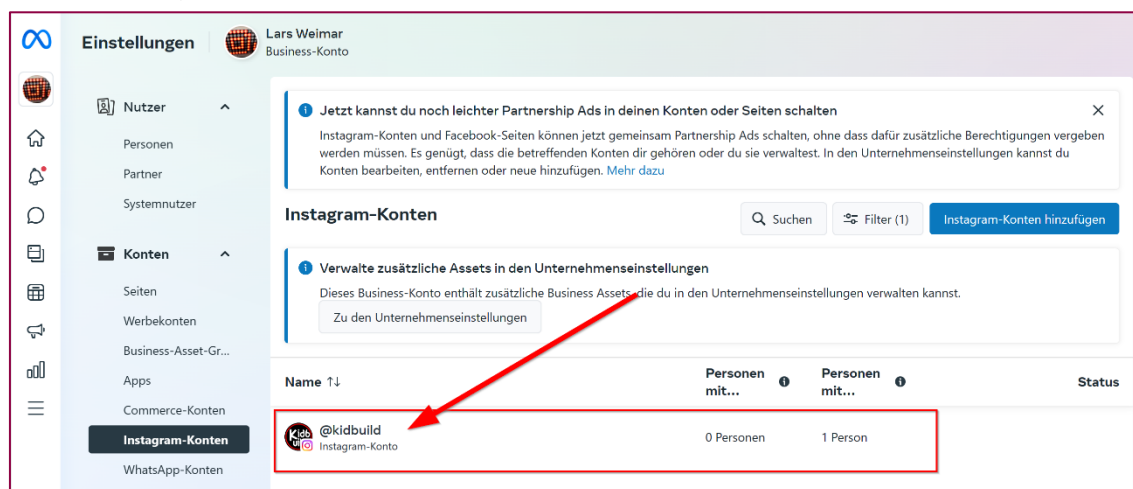 Einstellungen
Lars Weimar
Business-Konto
Nutzer
Personen
Partner
Systemnutzer
Konten
Seiten
Werbekonten
Business-Asset-Gr...
Apps
Commerce-Konten
Instagram-Konten
WhatsApp-Konten
Jetzt kannst du noch leichter Partnership Ads in deinen Konten oder Seiten schalten
Instagram-Konten und Facebook-Seiten können jetzt gemeinsam Partnership Ads schalten, ohne dass dafür zusätzliche Berechtigungen vergeben
werden müssen. Es genügt, dass die betreffenden Konten dir gehören oder du sie verwaltest. In den Unternehmenseinstellungen kannst du
Konten bearbeiten, entfernen oder neue hinzufügen. Mehr dazu
Instagram-Konten
Suchen
Filter (1)
Instagram-Konten hinzufügen
Verwalte zusätzliche Assets in den Unternehmenseinstellungen
Dieses Business-Konto enthält zusätzliche Business Assets, die du in den Unternehmenseinstellungen verwalten kannst.
Zu den Unternehmenseinstellungen
Name ↑↓
Personen mit...
Personen mit...
Status
@kidbuild
Instagram-Konto
0 Personen
1 Person